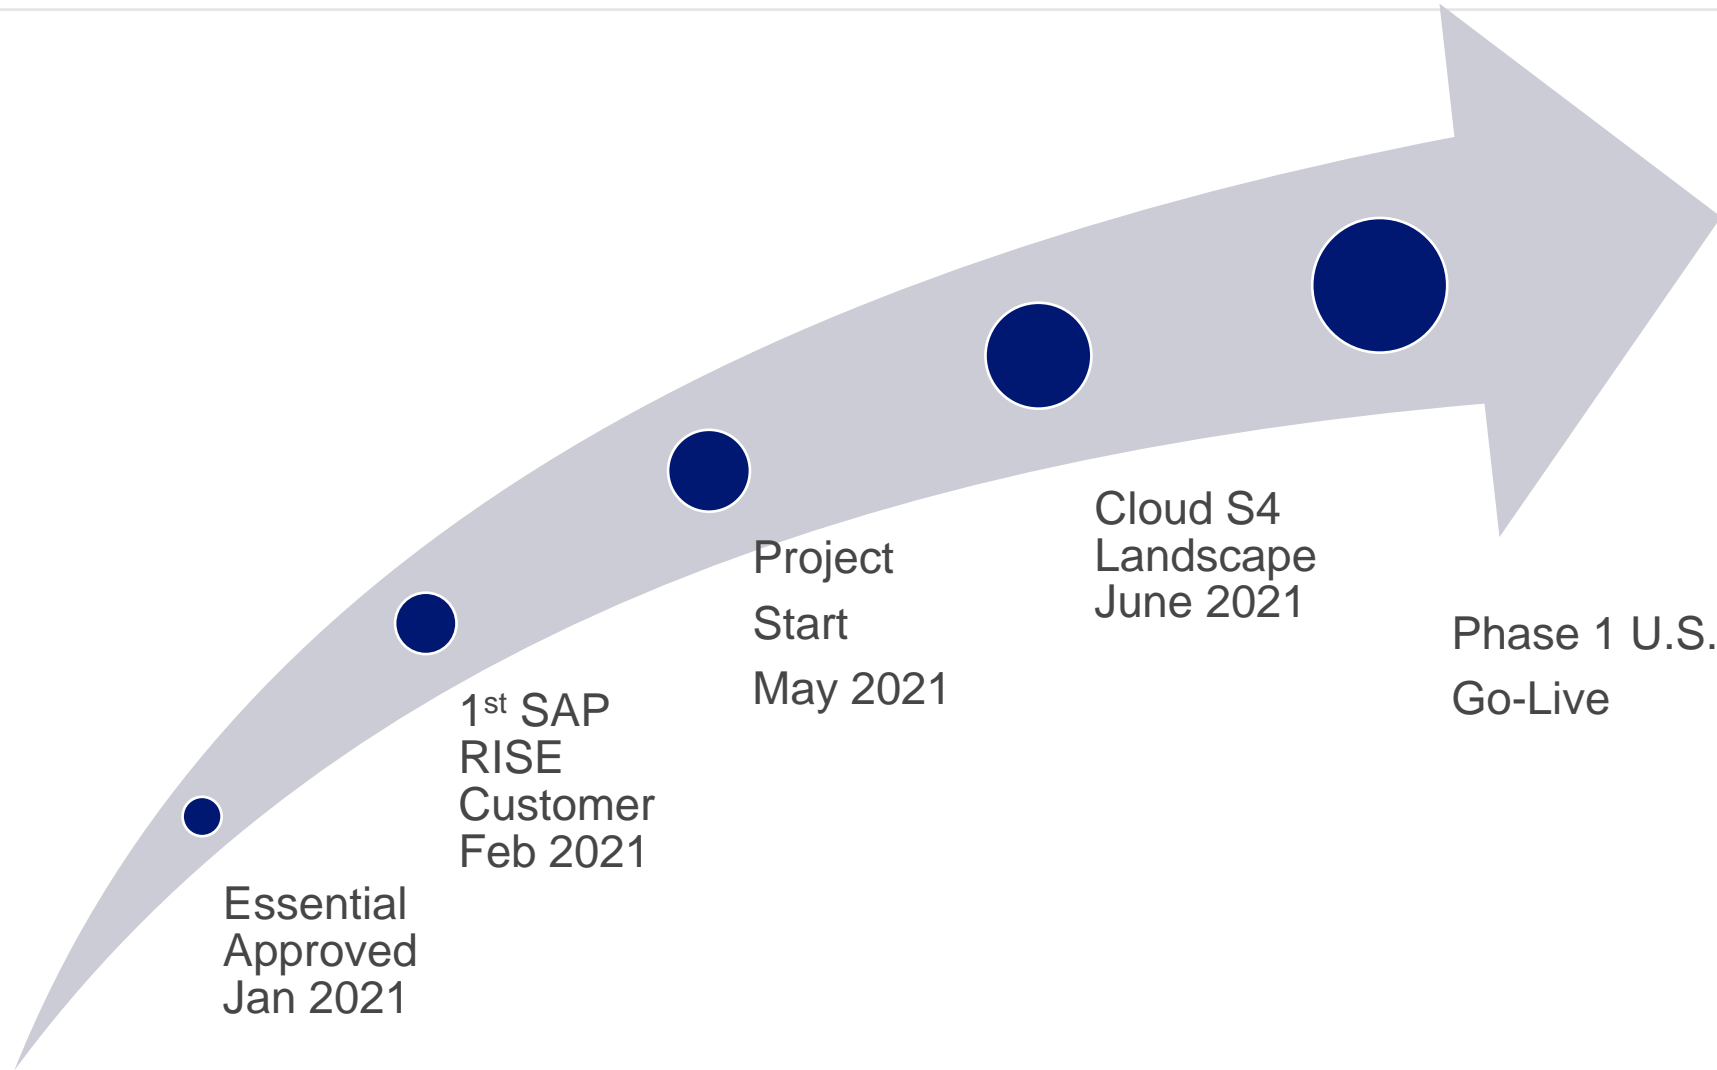 Essential
Approved
Jan 2021
1st SAP
RISE
Customer
Feb 2021
Project
Start
May 2021
Cloud S4
Landscape
June 2021
Phase 1 U.S.
Go-Live